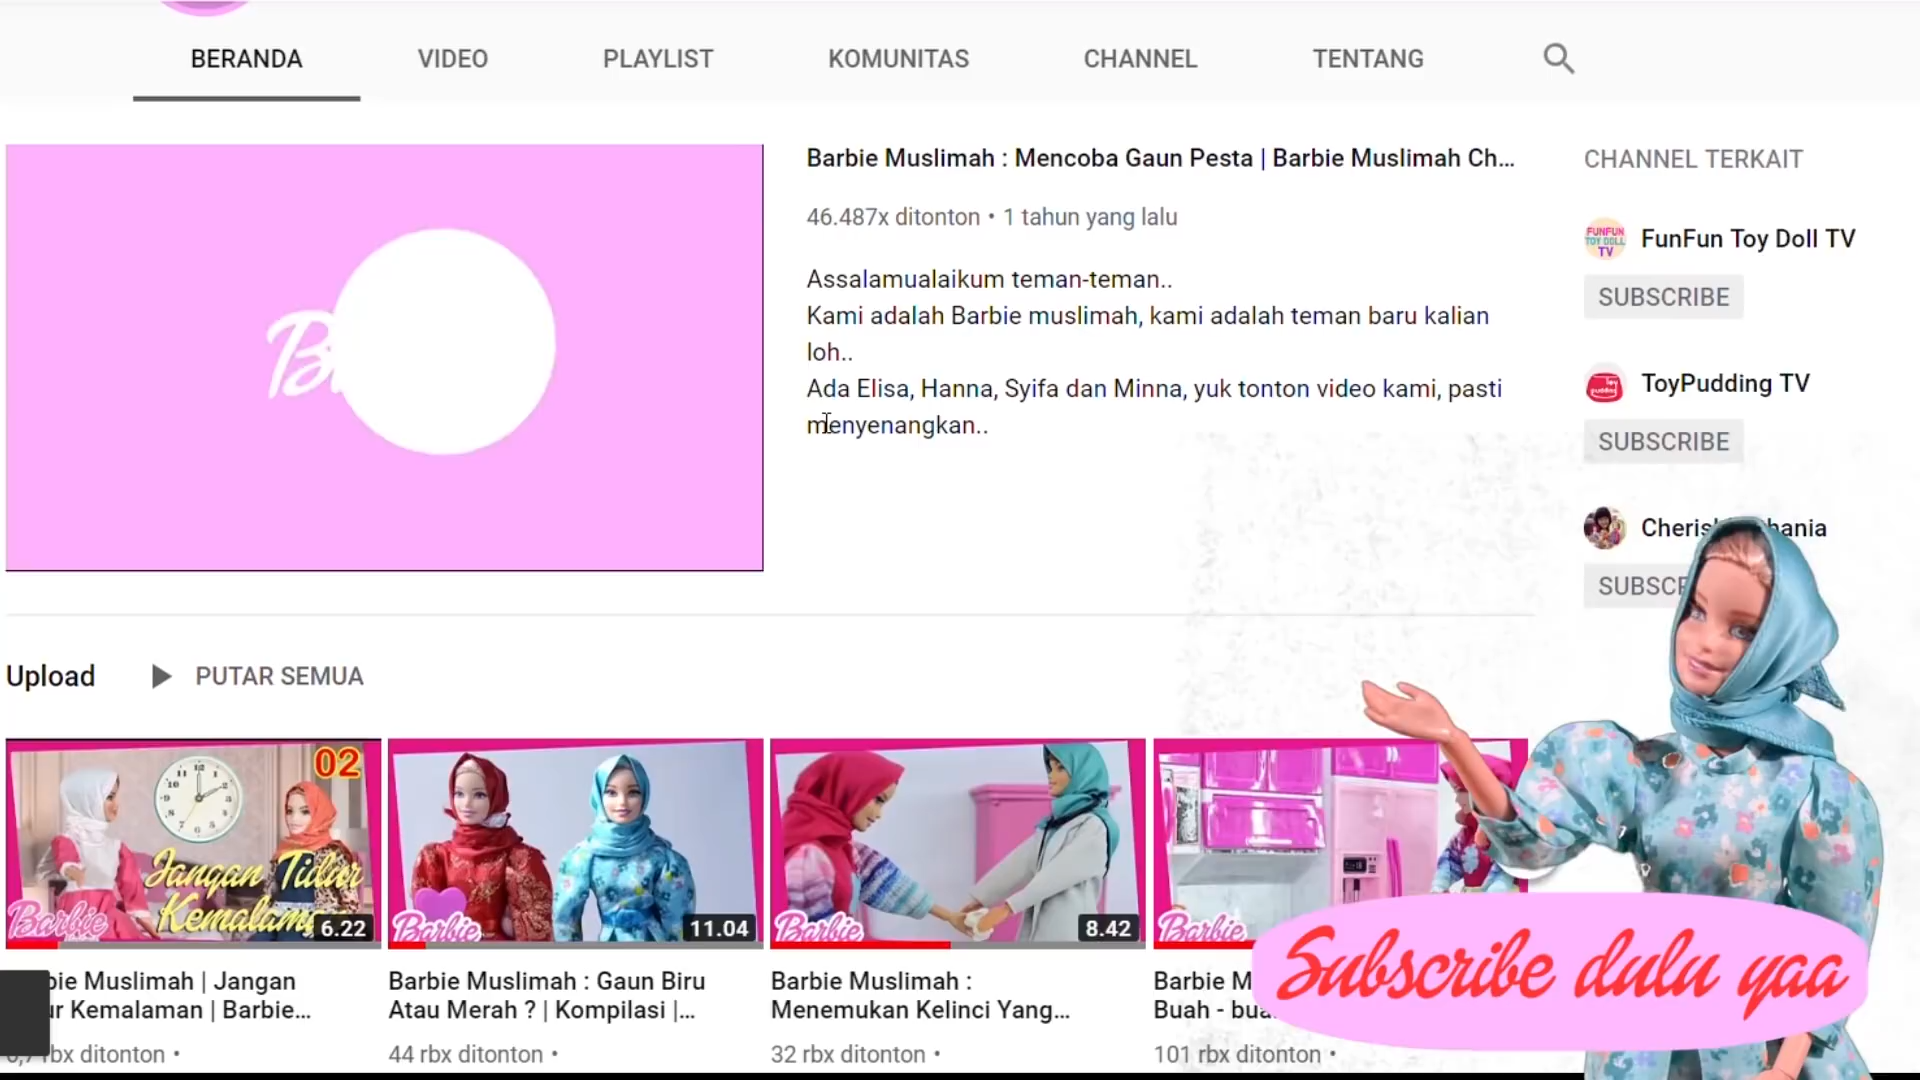 BERANDA
VIDEO
PLAYLIST
KOMUNITAS
CHANNEL
TENTANG
Barbie Muslimah : Mencoba Gaun Pesta | Barbie Muslimah Ch...
46.487x ditonton • 1 tahun yang lalu
Assalamualaikum teman-teman..
Kami adalah Barbie muslimah, kami adalah teman baru kalian
loh..
Ada Elisa, Hanna, Syifa dan Minna, yuk tonton video kami, pasti
menyenangkan..
CHANNEL TERKAIT
FUNFUN
TOY DOLL
TV
FunFun Toy Doll TV
SUBSCRIBE
ToyPudding TV
SUBSCRIBE
Upload
PUTAR SEMUA
02
Jangan Tidur
Kemalaman
Barbie
6.22
Barbie
11.04
Barbie
8.42
Barbie
Muslimah | Jangan
Kemalaman | Barbie...
ditonton •
Barbie Muslimah : Gaun Biru
Atau Merah ? | Kompilasi |...
44 rbx ditonton •
Barbie Muslimah :
Menemukan Kelinci Yang...
32 rbx ditonton •
Barbie M
Buah - bua
101 rbx ditonton •
Subscribe dulu yaa